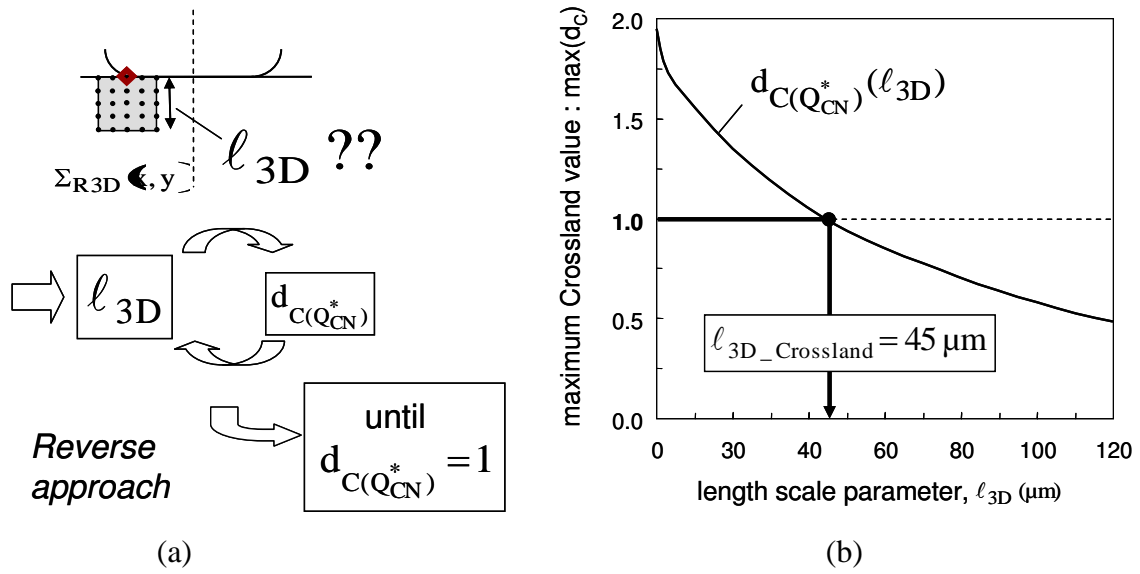 ℓ3D ??
ΣR3D (x, y)
ℓ3D
dC(Q*CN)
until
dC(Q*CN) = 1
Reverse
approach
(a)
maximum Crossland value : max(dC)
2.0
1.5
1.0
0.5
0.0
dC(Q*CN)(ℓ3D)
ℓ3D_Crossland = 45 μm
0 30 40 60 80 100 120
length scale parameter, ℓ3D (μm)
(b)